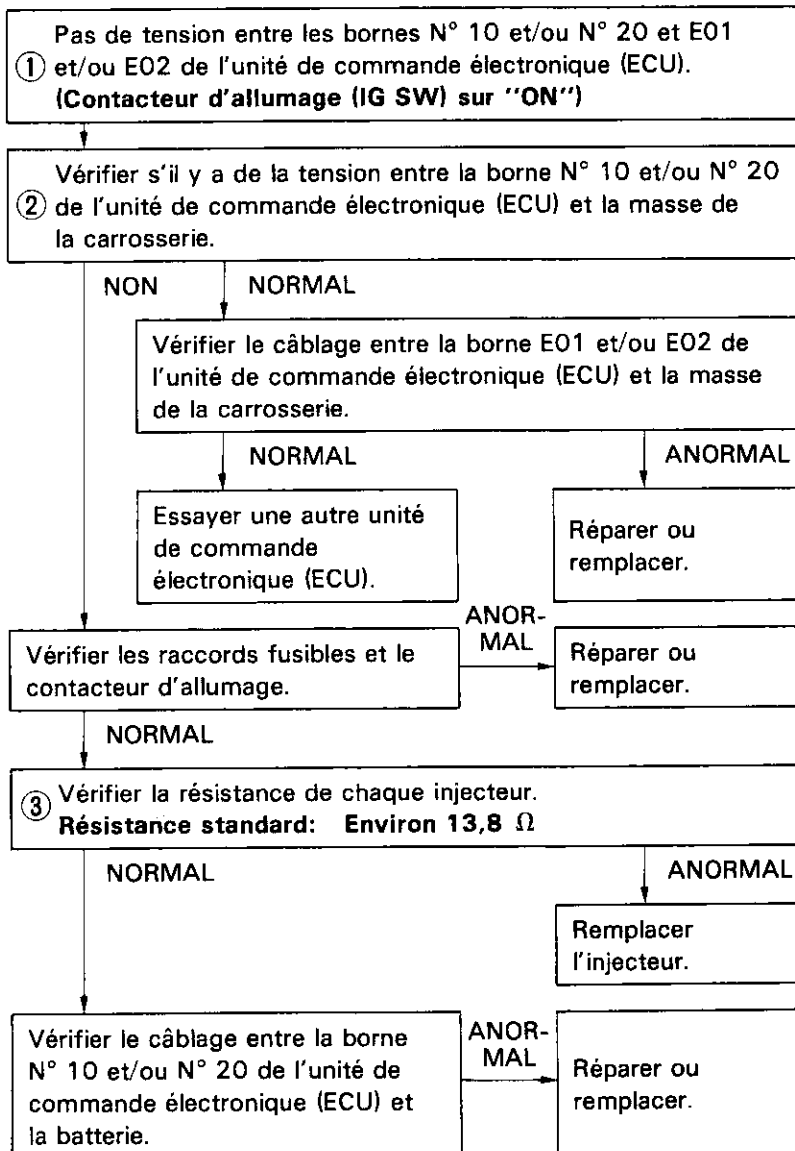 Pas de tension entre les bornes N° 10 et/ou N° 20 et E01
① et/ou E02 de l'unité de commande électronique (ECU).
(Contacteur d'allumage (IG SW) sur ''ON'')
Vérifier s'il y a de la tension entre la borne N° 10 et/ou N° 20
② de l'unité de commande électronique (ECU) et la masse de
la carrosserie.
NON NORMAL
Vérifier le câblage entre la borne E01 et/ou E02 de
l'unité de commande électronique (ECU) et la masse
de la carrosserie.
NORMAL ANORMAL
Essayer une autre unité
de commande
électronique (ECU).
Réparer ou
remplacer.
Vérifier les raccords fusibles et le
contacteur d'allumage.
ANOR-
MAL
Réparer ou
remplacer.
NORMAL
③ Vérifier la résistance de chaque injecteur.
Résistance standard: Environ 13,8 Ω
NORMAL ANORMAL
Remplacer
l'injecteur.
Vérifier le câblage entre la borne
N° 10 et/ou N° 20 de l'unité de
commande électronique (ECU) et
la batterie.
ANOR-
MAL
Réparer ou
remplacer.